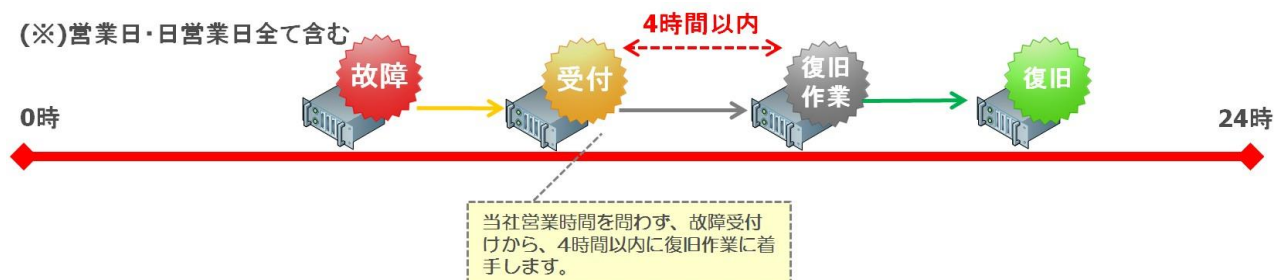 (※)営業日・日営業日全て含む
4時間以内
故障
受付
復旧
作業
復旧
0時
24時
当社営業時間を問わず、故障受付
けから、4時間以内に復旧作業に着
手します。